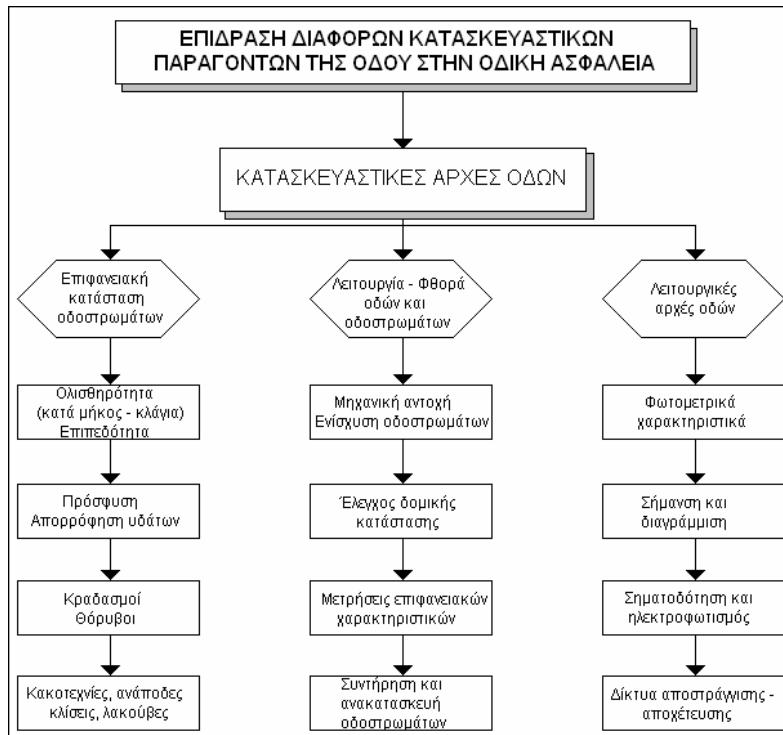 ΕΠΙΔΡΑΣΗ ΔΙΑΦΟΡΩΝ ΚΑΤΑΣΚΕΥΑΣΤΙΚΩΝ
ΠΑΡΑΓΟΝΤΩΝ ΤΗΣ ΟΔΟΥ ΣΤΗΝ ΟΔΙΚΗ ΑΣΦΑΛΕΙΑ
ΚΑΤΑΣΚΕΥΑΣΤΙΚΕΣ ΑΡΧΕΣ ΟΔΩΝ
Επιφανειακή
κατάσταση
οδοστρωμάτων
Ολισθηρότητα
(κατά μήκος - κλάγια)
Επιπεδότητα
Πρόσφυση
Απορρόφηση υδάτων
Κραδασμοί
Θόρυβοι
Κακοτεχνίες, ανάποδες
κλίσεις, λακούβες
Λειτουργία - Φθορά
οδών και
οδοστρωμάτων
Μηχανική αντοχή
Ενίσχυση οδοστρωμάτων
Έλεγχος δομικής
κατάστασης
Μετρήσεις επιφανειακών
χαρακτηριστικών
Συντήρηση και
ανακατασκευή
οδοστρωμάτων
Λειτουργικές
αρχές οδών
Φωτομετρικά
χαρακτηριστικά
Σήμανση και
διαγράμμιση
Σηματοδότηση και
ηλεκτροφωτισμός
Δίκτυα αποστράγγισης -
αποχέτευσης